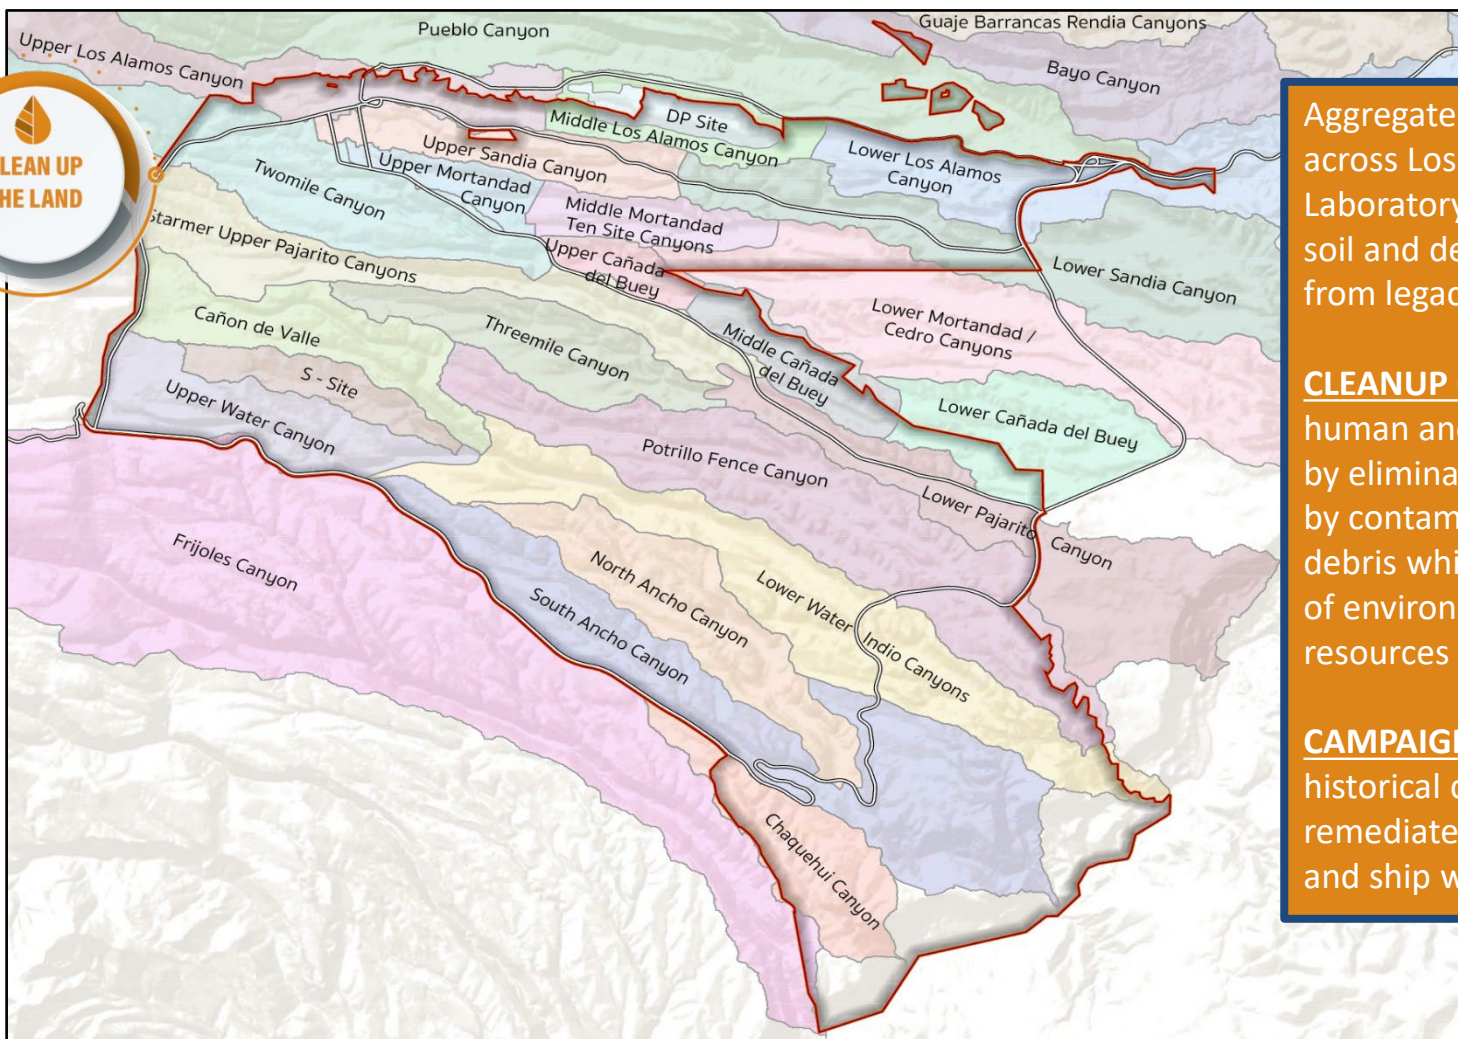 Pueblo Canyon
Guaje Barrancas Rendia Canyons
Upper Los Alamos Canyon
Bayo Canyon
LEAN UP
HE LAND
DP Site
Middle Los Alamos Canyon
Upper Sandia Canyon
Lower Los Alamos
Canyon
Twomile Canyon
Upper Mortandad
Canyon
Middle Mortandad
Ten Site Canyons
Starmer Upper Pajarito Canyons
Upper Cañada
del Buey
Lower Sandia Canyon
Cañon de Valle
Threemile Canyon
Middle Cañada
del Buey
Lower Mortandad /
Cedro Canyons
S - Site
Upper Water Canyon
Lower Cañada del Buey
Potrillo Fence Canyon
Lower Pajarito Canyon
Frijoles Canyon
North Ancho Canyon
South Ancho Canyon
Lower Water Indio Canyons
Chaquehui Canyon
Aggregate
across Los
Laboratory
soil and de
from legac
CLEANUP
human and
by elimina
by contam
debris whi
of environ
resources
CAMPAIG
historical
remediate
and ship w